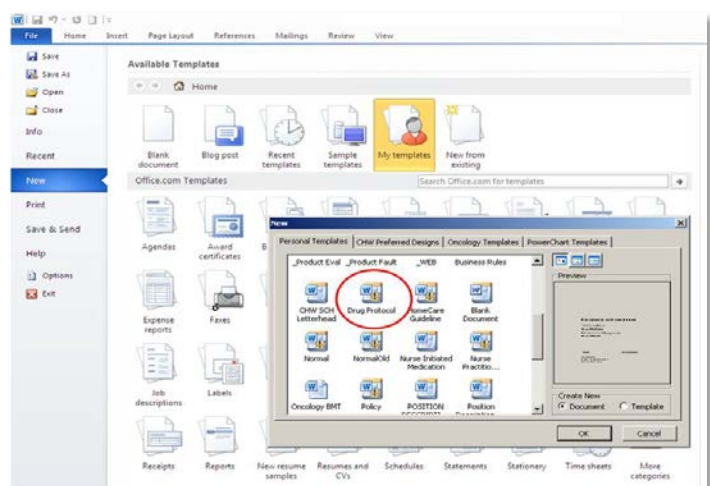 File Home Insert Page Layout References Mailings Review View
Save
Save As
Open
Close
Info
Recent
New
Print
Save & Send
Help
Options
Exit
Available Templates
Home
Blank document
Blog post
Recent templates
Sample templates
My templates
New from existing
Office.com Templates
Search Office.com for templates
Agendas
Award certificates
Expense reports
Faxes
Job descriptions
Labels
Receipts
Reports
New resume samples
Resumes and CVs
Schedules
Statements
Stationery
Time sheets
More categories
New
Personal Templates CHW Preferred Designs Oncology Templates PowerChart Templates
_Product Eval _Product Fault _WEB Business Rules
CHW SCH Letterhead
Drug Protocol
HomeCare Guideline
Blank Document
Normal
NormalOld
Nurse Initiated Medication
Nurse Practitio...
Oncology BMT
Policy
POSITION
Position
Preview
Create New
Document Template
OK Cancel